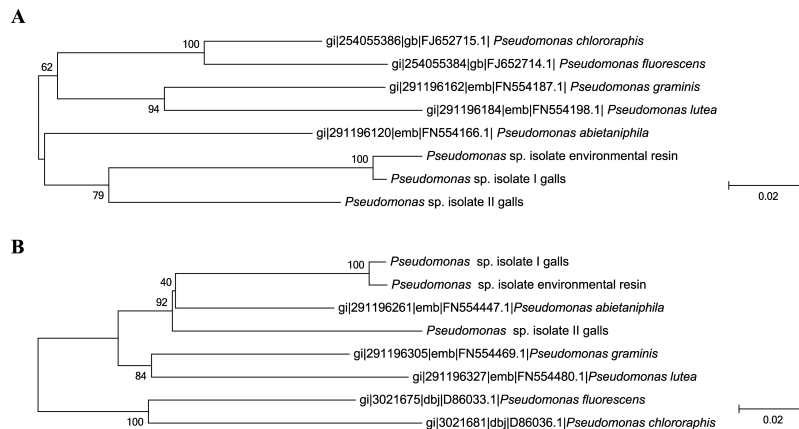 A
100
gi|254055386|gb|FJ652715.1| Pseudomonas chlororaphis
62
gi|254055384|gb|FJ652714.1| Pseudomonas fluorescens
gi|291196162|emb|FN554187.1| Pseudomonas graminis
94
gi|291196184|emb|FN554198.1| Pseudomonas lutea
gi|291196120|emb|FN554166.1| Pseudomonas abietaniphila
100
Pseudomonas sp. isolate environmental resin
Pseudomonas sp. isolate I galls
79
Pseudomonas sp. isolate II galls
0.02
B
100
Pseudomonas sp. isolate I galls
40
Pseudomonas sp. isolate environmental resin
92
gi|291196261|emb|FN554447.1|Pseudomonas abietaniphila
Pseudomonas sp. isolate II galls
gi|291196305|emb|FN554469.1|Pseudomonas graminis
84
gi|291196327|emb|FN554480.1|Pseudomonas lutea
gi|3021675|dbj|D86033.1|Pseudomonas fluorescens
100
gi|3021681|dbj|D86036.1|Pseudomonas chlororaphis
0.02